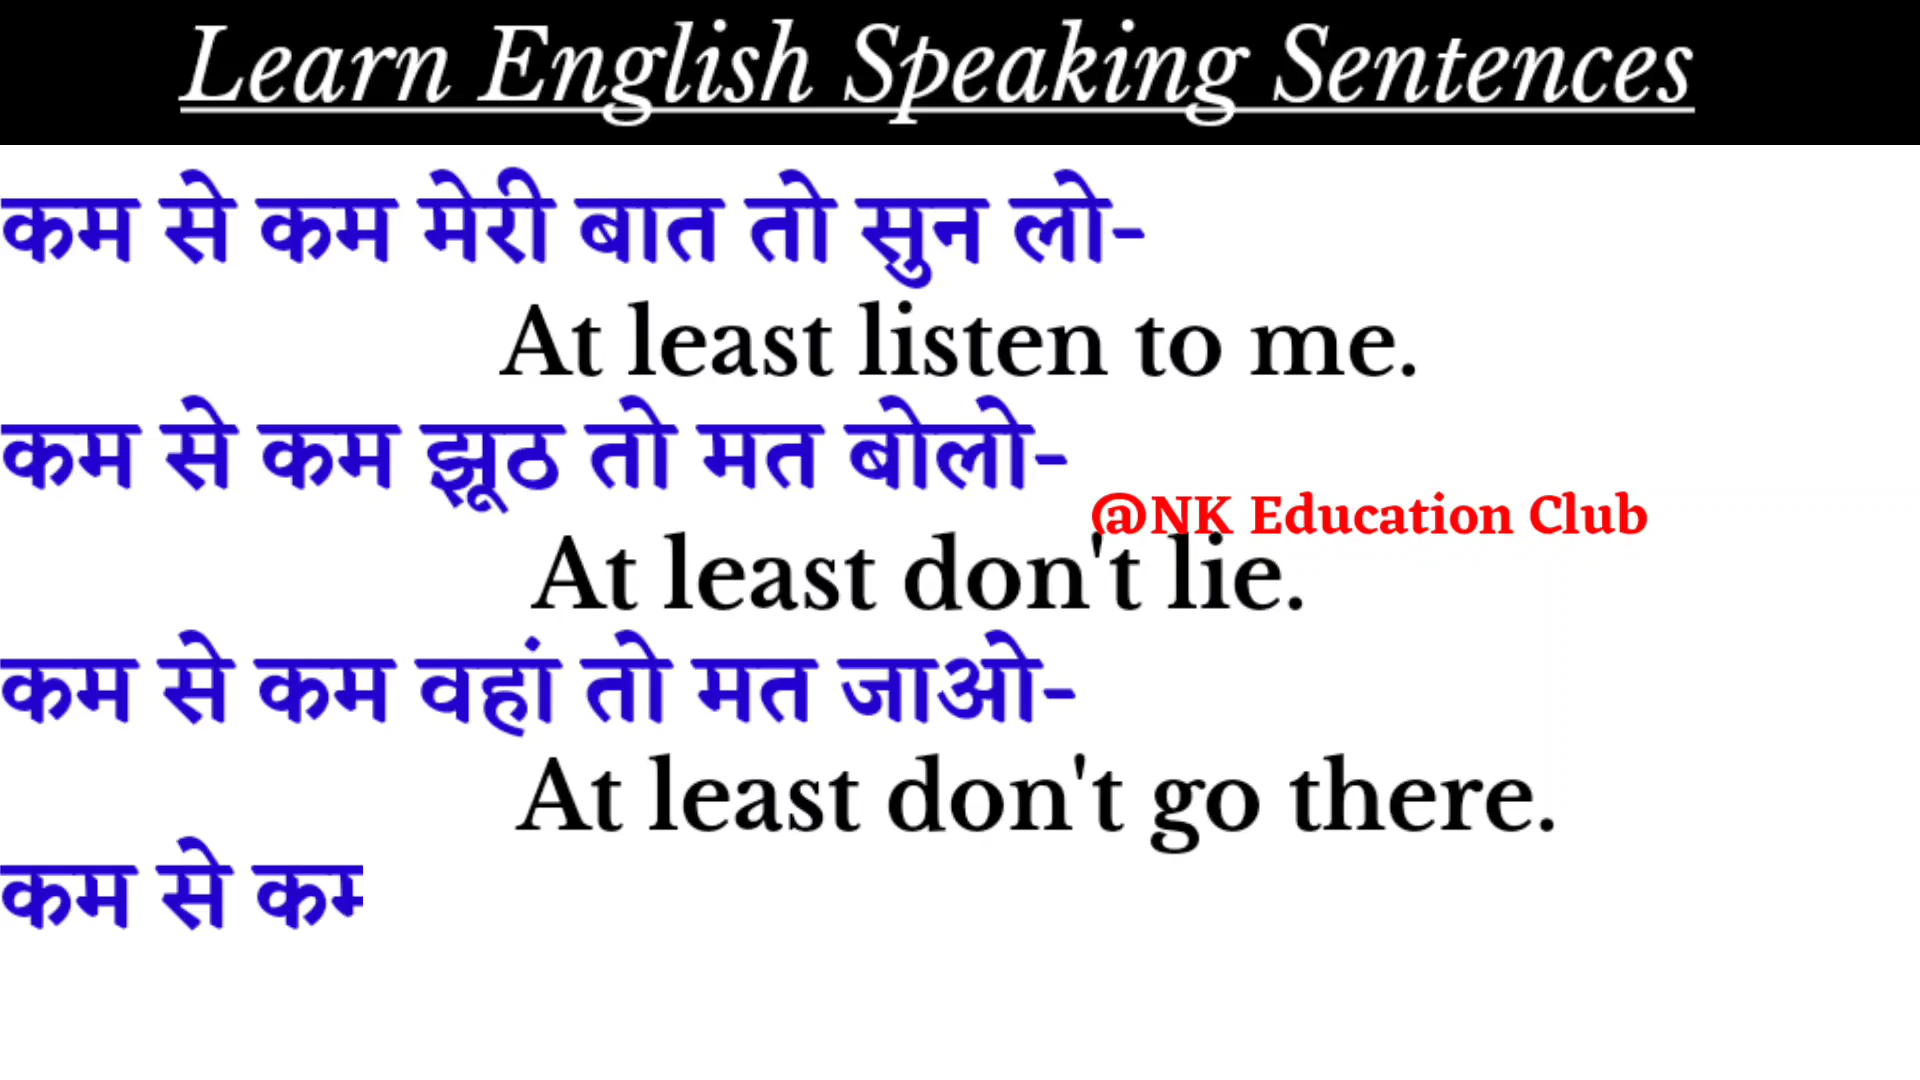 Learn English Speaking Sentences
कम से कम मेरी बात तो सुन लो-
At least listen to me.
कम से कम झूठ तो मत बोलो-
@NK Education Club
At least don't lie.
कम से कम वहां तो मत जाओ-
At least don't go there.
कम से कम